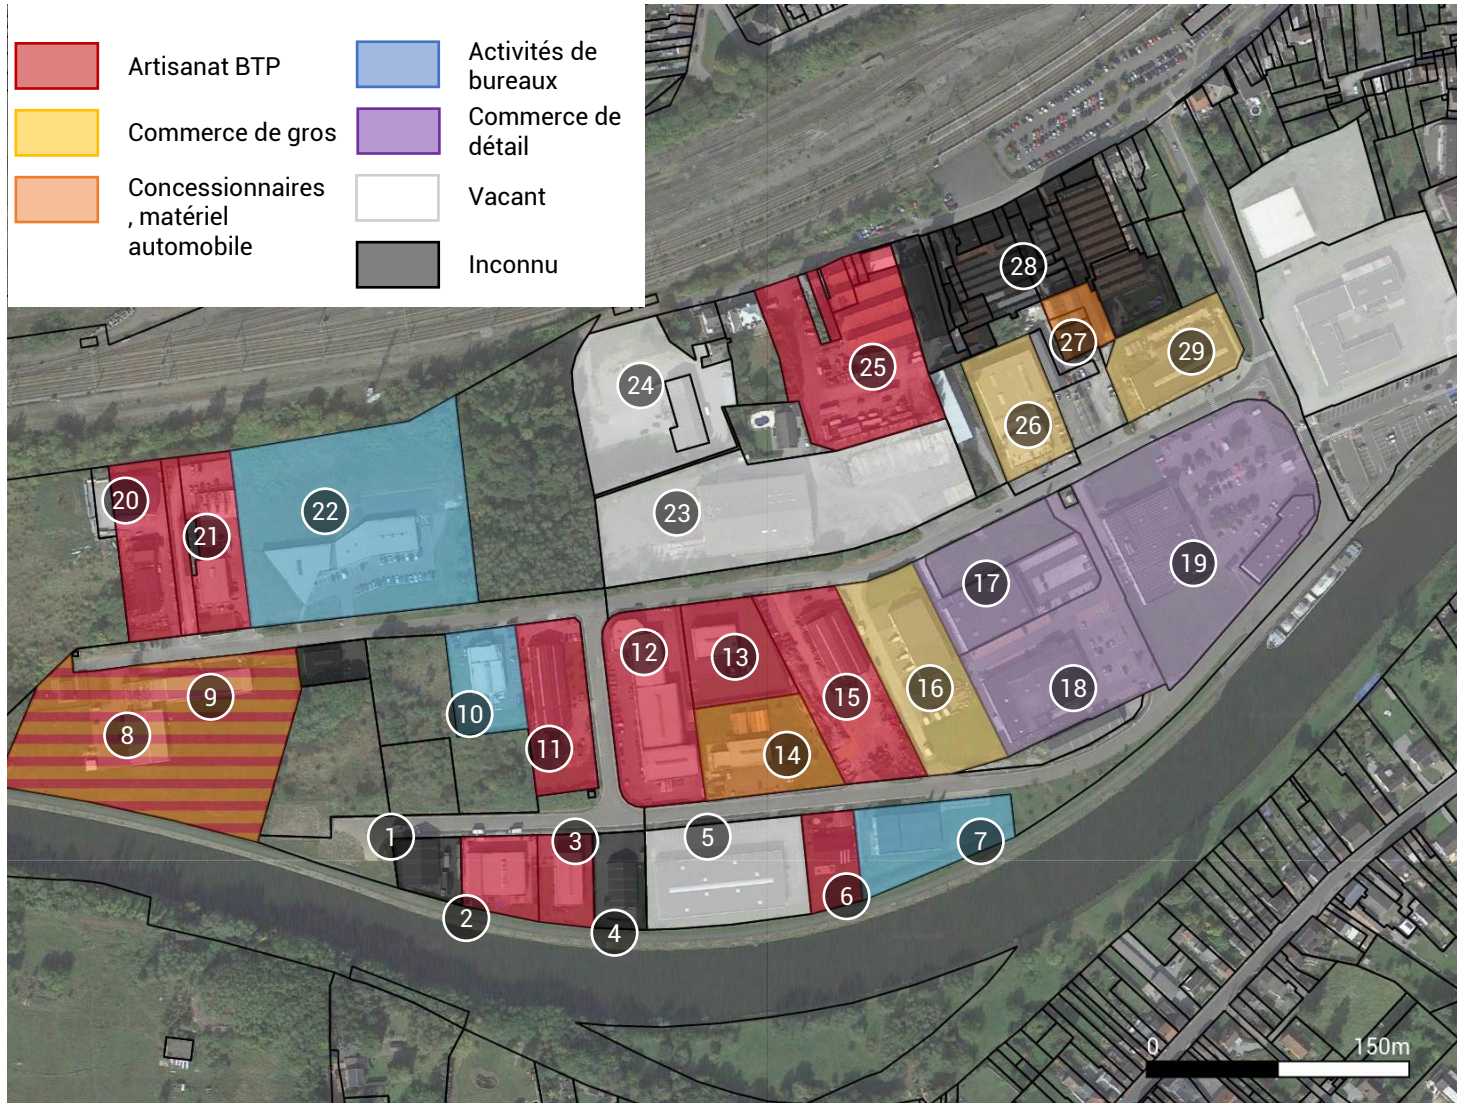 Artisanat BTP
Commerce de gros
Concessionnaires
, matériel
automobile
Activités de
bureaux
Commerce de
détail
Vacant
Inconnu
28
27
29
24
25
26
20
21
22
23
19
17
12
13
18
9
15
16
10
8
11
14
1
3
5
7
6
2
4
0
150m